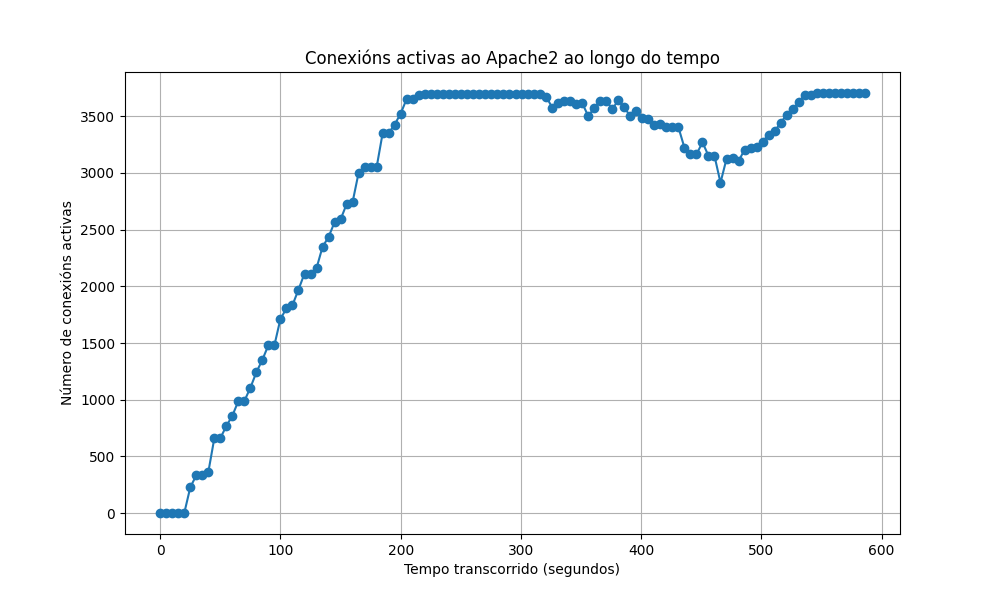 Conexións activas ao Apache2 ao longo do tempo
Número de conexións activas
3500
3000
2500
2000
1500
1000
500
0
0 100 200 300 400 500 600
Tempo transcorrido (segundos)